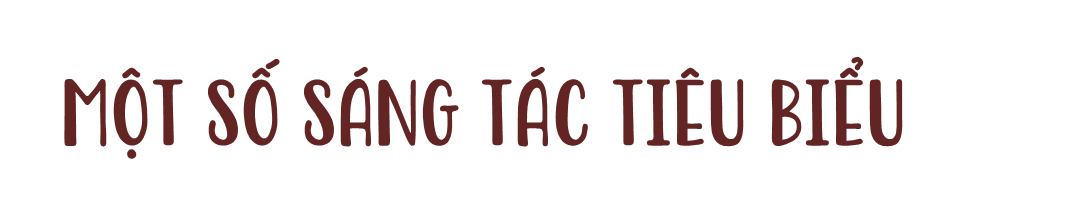 MỘT SỐ SÁNG TÁC TIÊU BIỂU